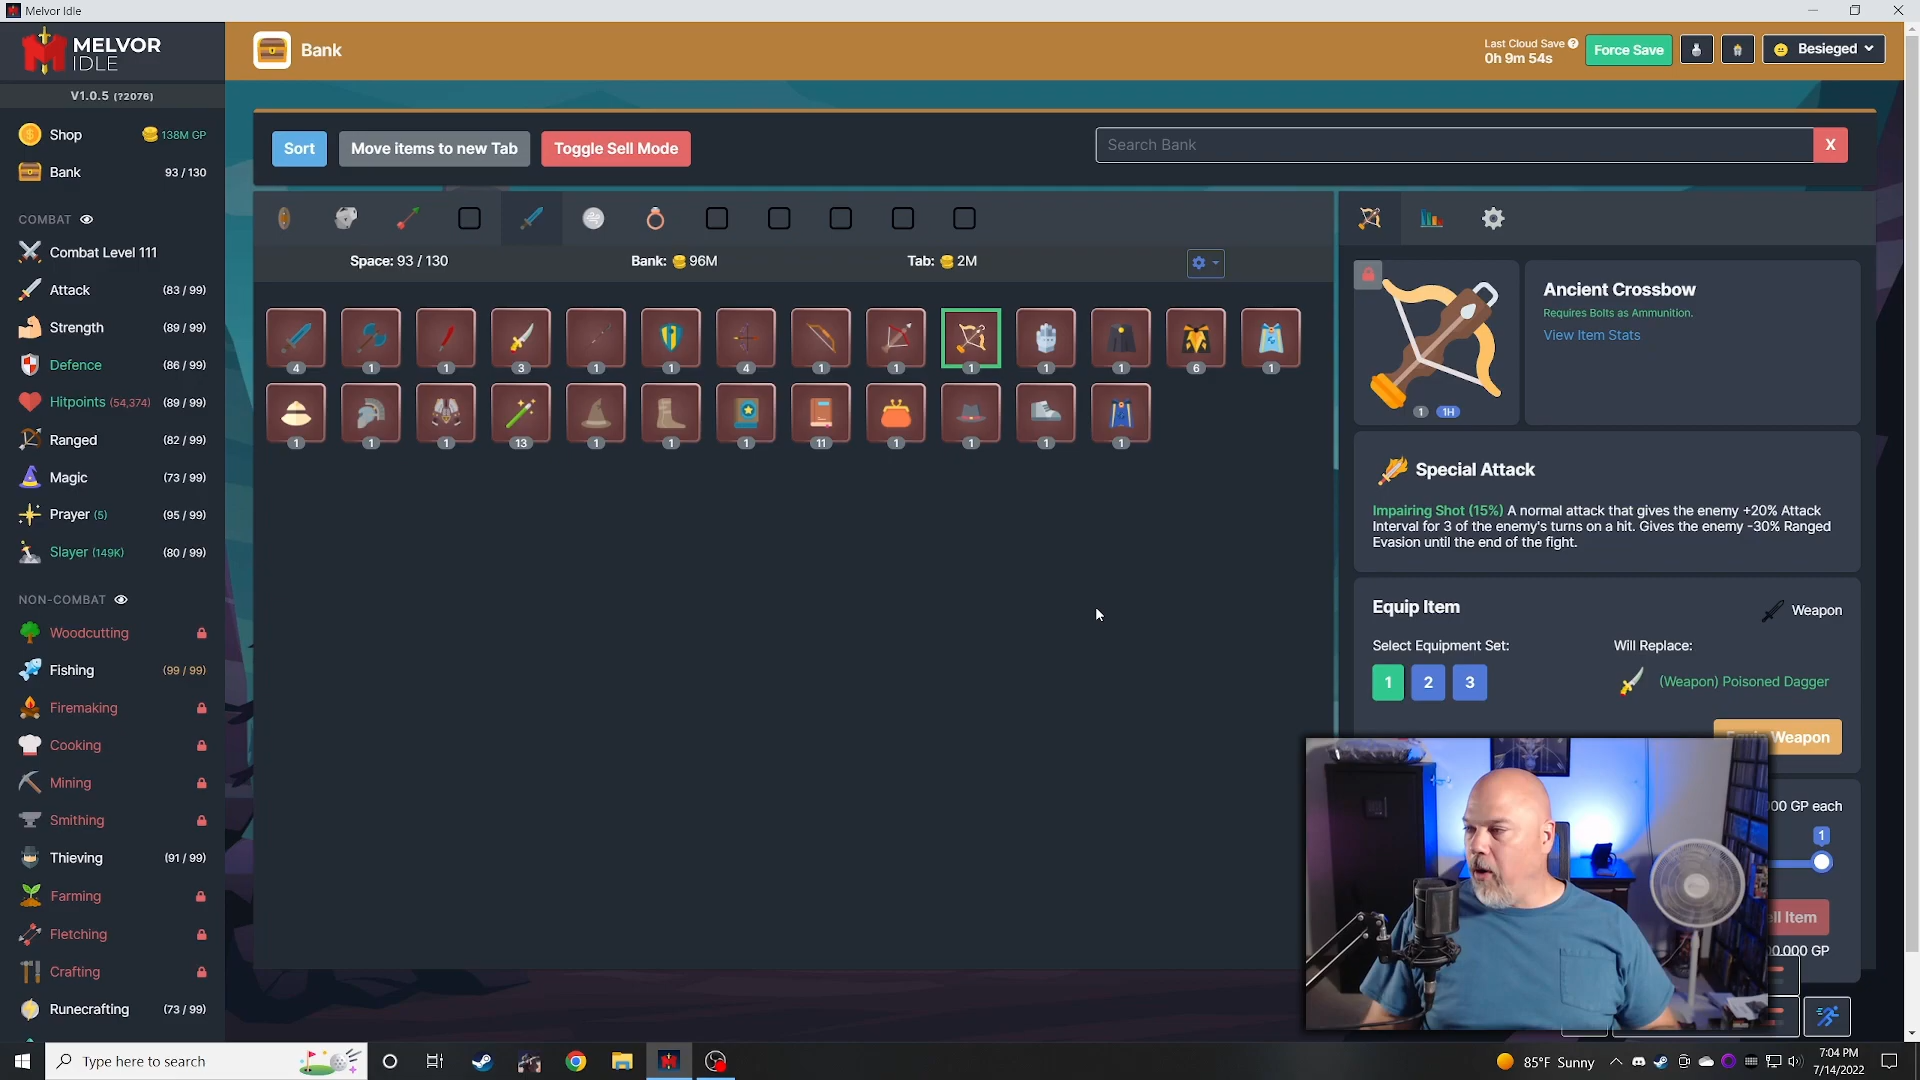 Melvor Idle
MELVOR
IDLE
V1.0.5 (?2076)
Shop 138M GP
Bank 93 / 130
COMBAT
Combat Level 111
Attack (83 / 99)
Strength (89 / 99)
Defence (86 / 99)
Hitpoints (54,374) (89 / 99)
Ranged (82 / 99)
Magic (73 / 99)
Prayer (5) (95 / 99)
Slayer (149K) (80 / 99)
NON-COMBAT
Woodcutting
Fishing (99 / 99)
Firemaking
Cooking
Mining
Smithing
Thieving (91 / 99)
Farming
Fletching
Crafting
Runecrafting (73 / 99)
Bank
Last Cloud Save
0h 9m 54s
Force Save
Besieged
Sort
Move items to new Tab
Toggle Sell Mode
Search Bank
X
Space: 93 / 130
Bank: 96M
Tab: 2M
4 1 1 3 1 1 4 1 1 1 1 1 6 1
1 1 1 13 1 1 1 11 1 1 1 1
1 1H
Ancient Crossbow
Requires Bolts as Ammunition.
View Item Stats
Special Attack
Impairing Shot (15%) A normal attack that gives the enemy +20% Attack
Interval for 3 of the enemy's turns on a hit. Gives the enemy -30% Ranged
Evasion until the end of the fight.
Equip Item
Weapon
Select Equipment Set:
Will Replace:
1 2 3
(Weapon) Poisoned Dagger
Equip Weapon
00 GP each
1
ell Item
00,000 GP
Type here to search
85°F Sunny
7:04 PM
7/14/2022